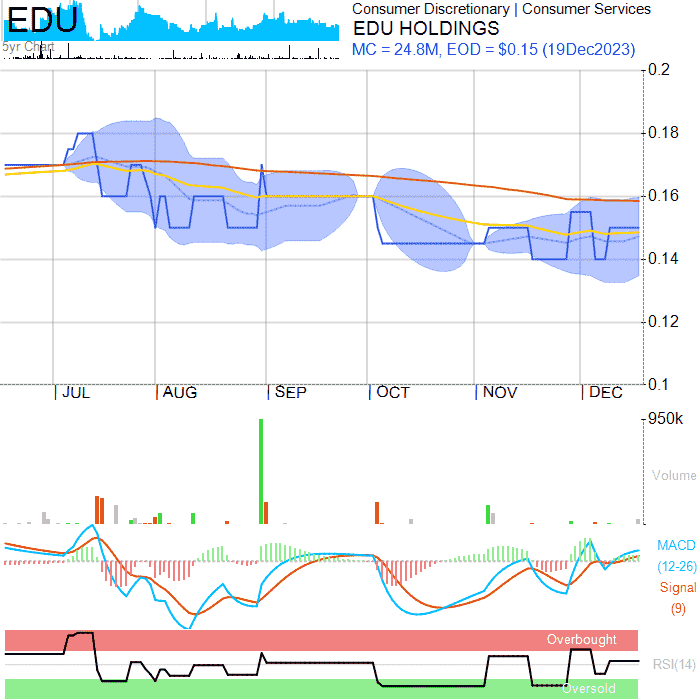 EDU
5yr Chart
Consumer Discretionary | Consumer Services
EDU HOLDINGS
MC = 24.8M, EOD = $0.15 (19Dec2023)
0.2
0.18
0.16
0.14
0.12
0.1
JUL
AUG
SEP
OCT
NOV
DEC
950k
Volume
MACD
(12-26)
Signal
(9)
Overbought
RSI(14)
Oversold